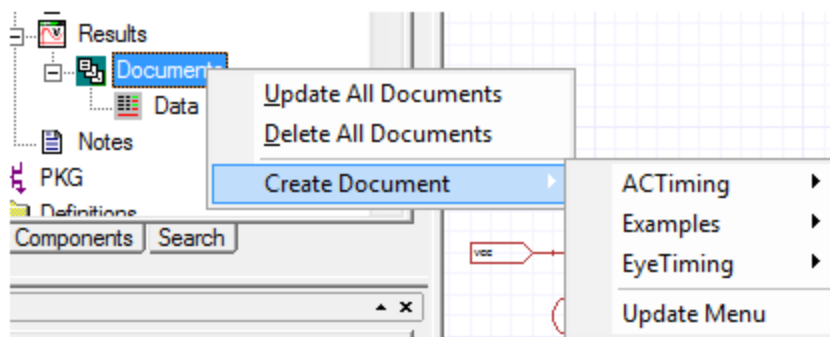 Results
Documents
Data
Notes
PKG
Definitions
Components Search
Update All Documents
Delete All Documents
Create Document
ACTiming
Examples
EyeTiming
Update Menu
vcc